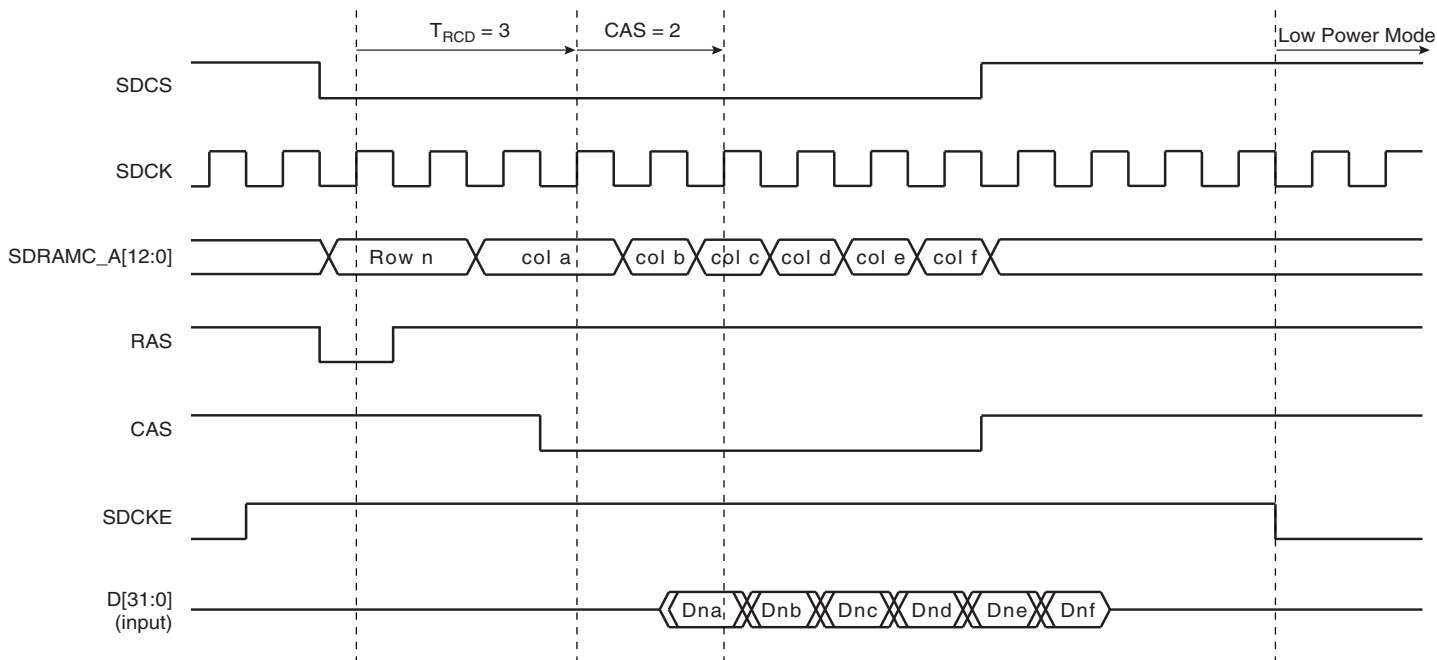 T_RCD = 3
CAS = 2
Low Power Mode
SDCS
SDCK
SDRAMC_A[12:0]
Row n
col a
col b
col c
col d
col e
col f
RAS
CAS
SDCKE
D[31:0]
(input)
Dna
Dnb
Dnc
Dnd
Dne
Dnf